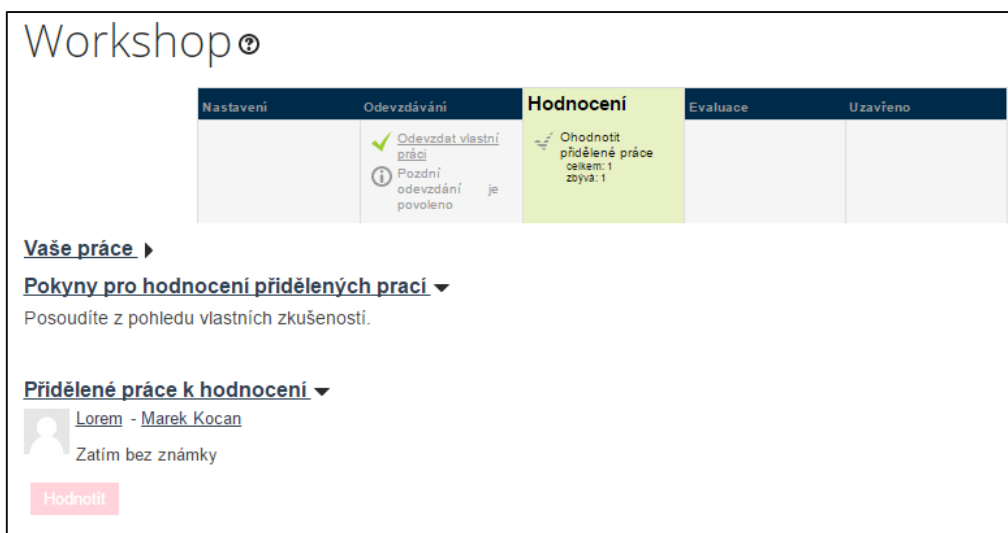 Workshop
Nastavení
Odevzdávání
Hodnocení
Evaluace
Uzavřeno
Odevzdat vlastní
práci
Pozdní
odevzdání je
povoleno
Ohodnotit
přidělené práce
celkem: 1
zbývá: 1
Vaše práce
Pokyny pro hodnocení přidělených prací
Posoudíte z pohledu vlastních zkušeností.
Přidělené práce k hodnocení
Lorem - Marek Kocan
Zatím bez známky
Hodnotit